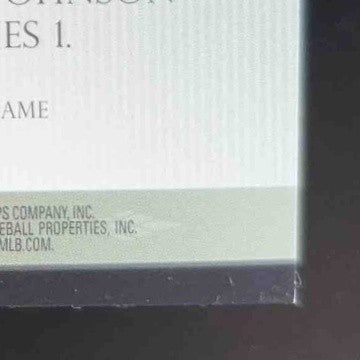 ES 1.
AME
PS COMPANY, INC.
EBALL PROPERTIES, INC.
MLB.COM.